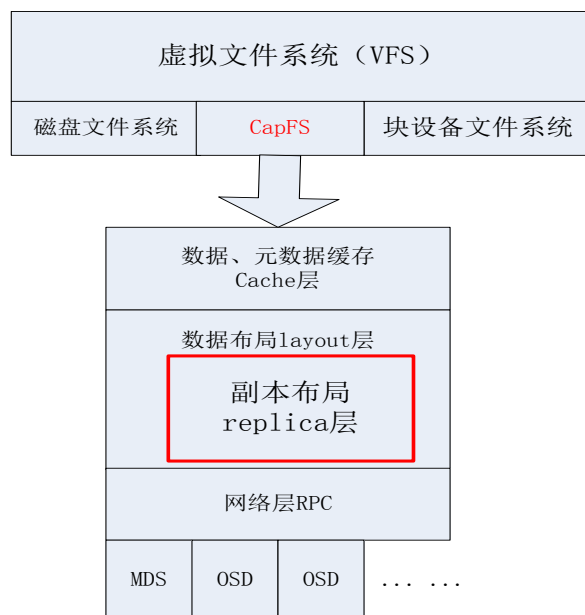 虚拟文件系统（VFS）
磁盘文件系统
CapFS
块设备文件系统
数据、元数据缓存
Cache层
数据布局layout层
副本布局
replica层
网络层RPC
MDS
OSD
OSD
... ...